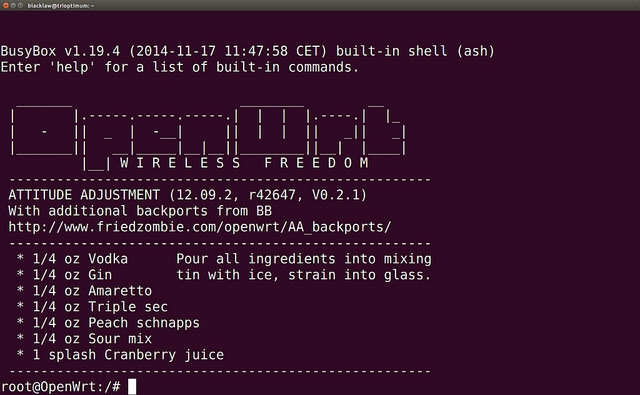 blacklaw@trioptimum: ~
BusyBox v1.19.4 (2014-11-17 11:47:58 CET) built-in shell (ash)
Enter 'help' for a list of built-in commands.
OpenWrt
W I R E L E S S   F R E E D O M
-----------------------------------------------------
ATTITUDE ADJUSTMENT (12.09.2, r42647, V0.2.1)
With additional backports from BB
http://www.friedzombie.com/openwrt/AA_backports/
-----------------------------------------------------
* 1/4 oz Vodka      Pour all ingredients into mixing
* 1/4 oz Gin        tin with ice, strain into glass.
* 1/4 oz Amaretto
* 1/4 oz Triple sec
* 1/4 oz Peach schnapps
* 1/4 oz Sour mix
* 1 splash Cranberry juice
-----------------------------------------------------
root@OpenWrt:/#